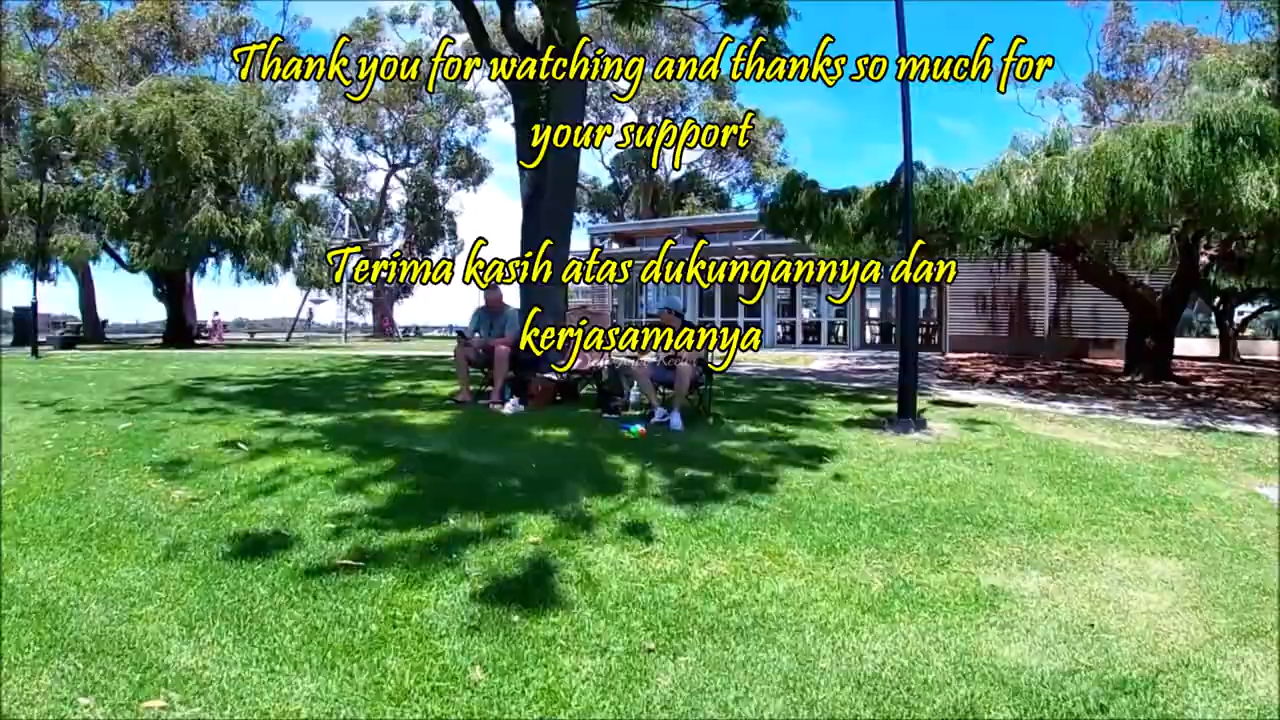 Thank you for watching and thanks so much for
your support
Terima kasih atas dukungannya dan
kerjasamanya